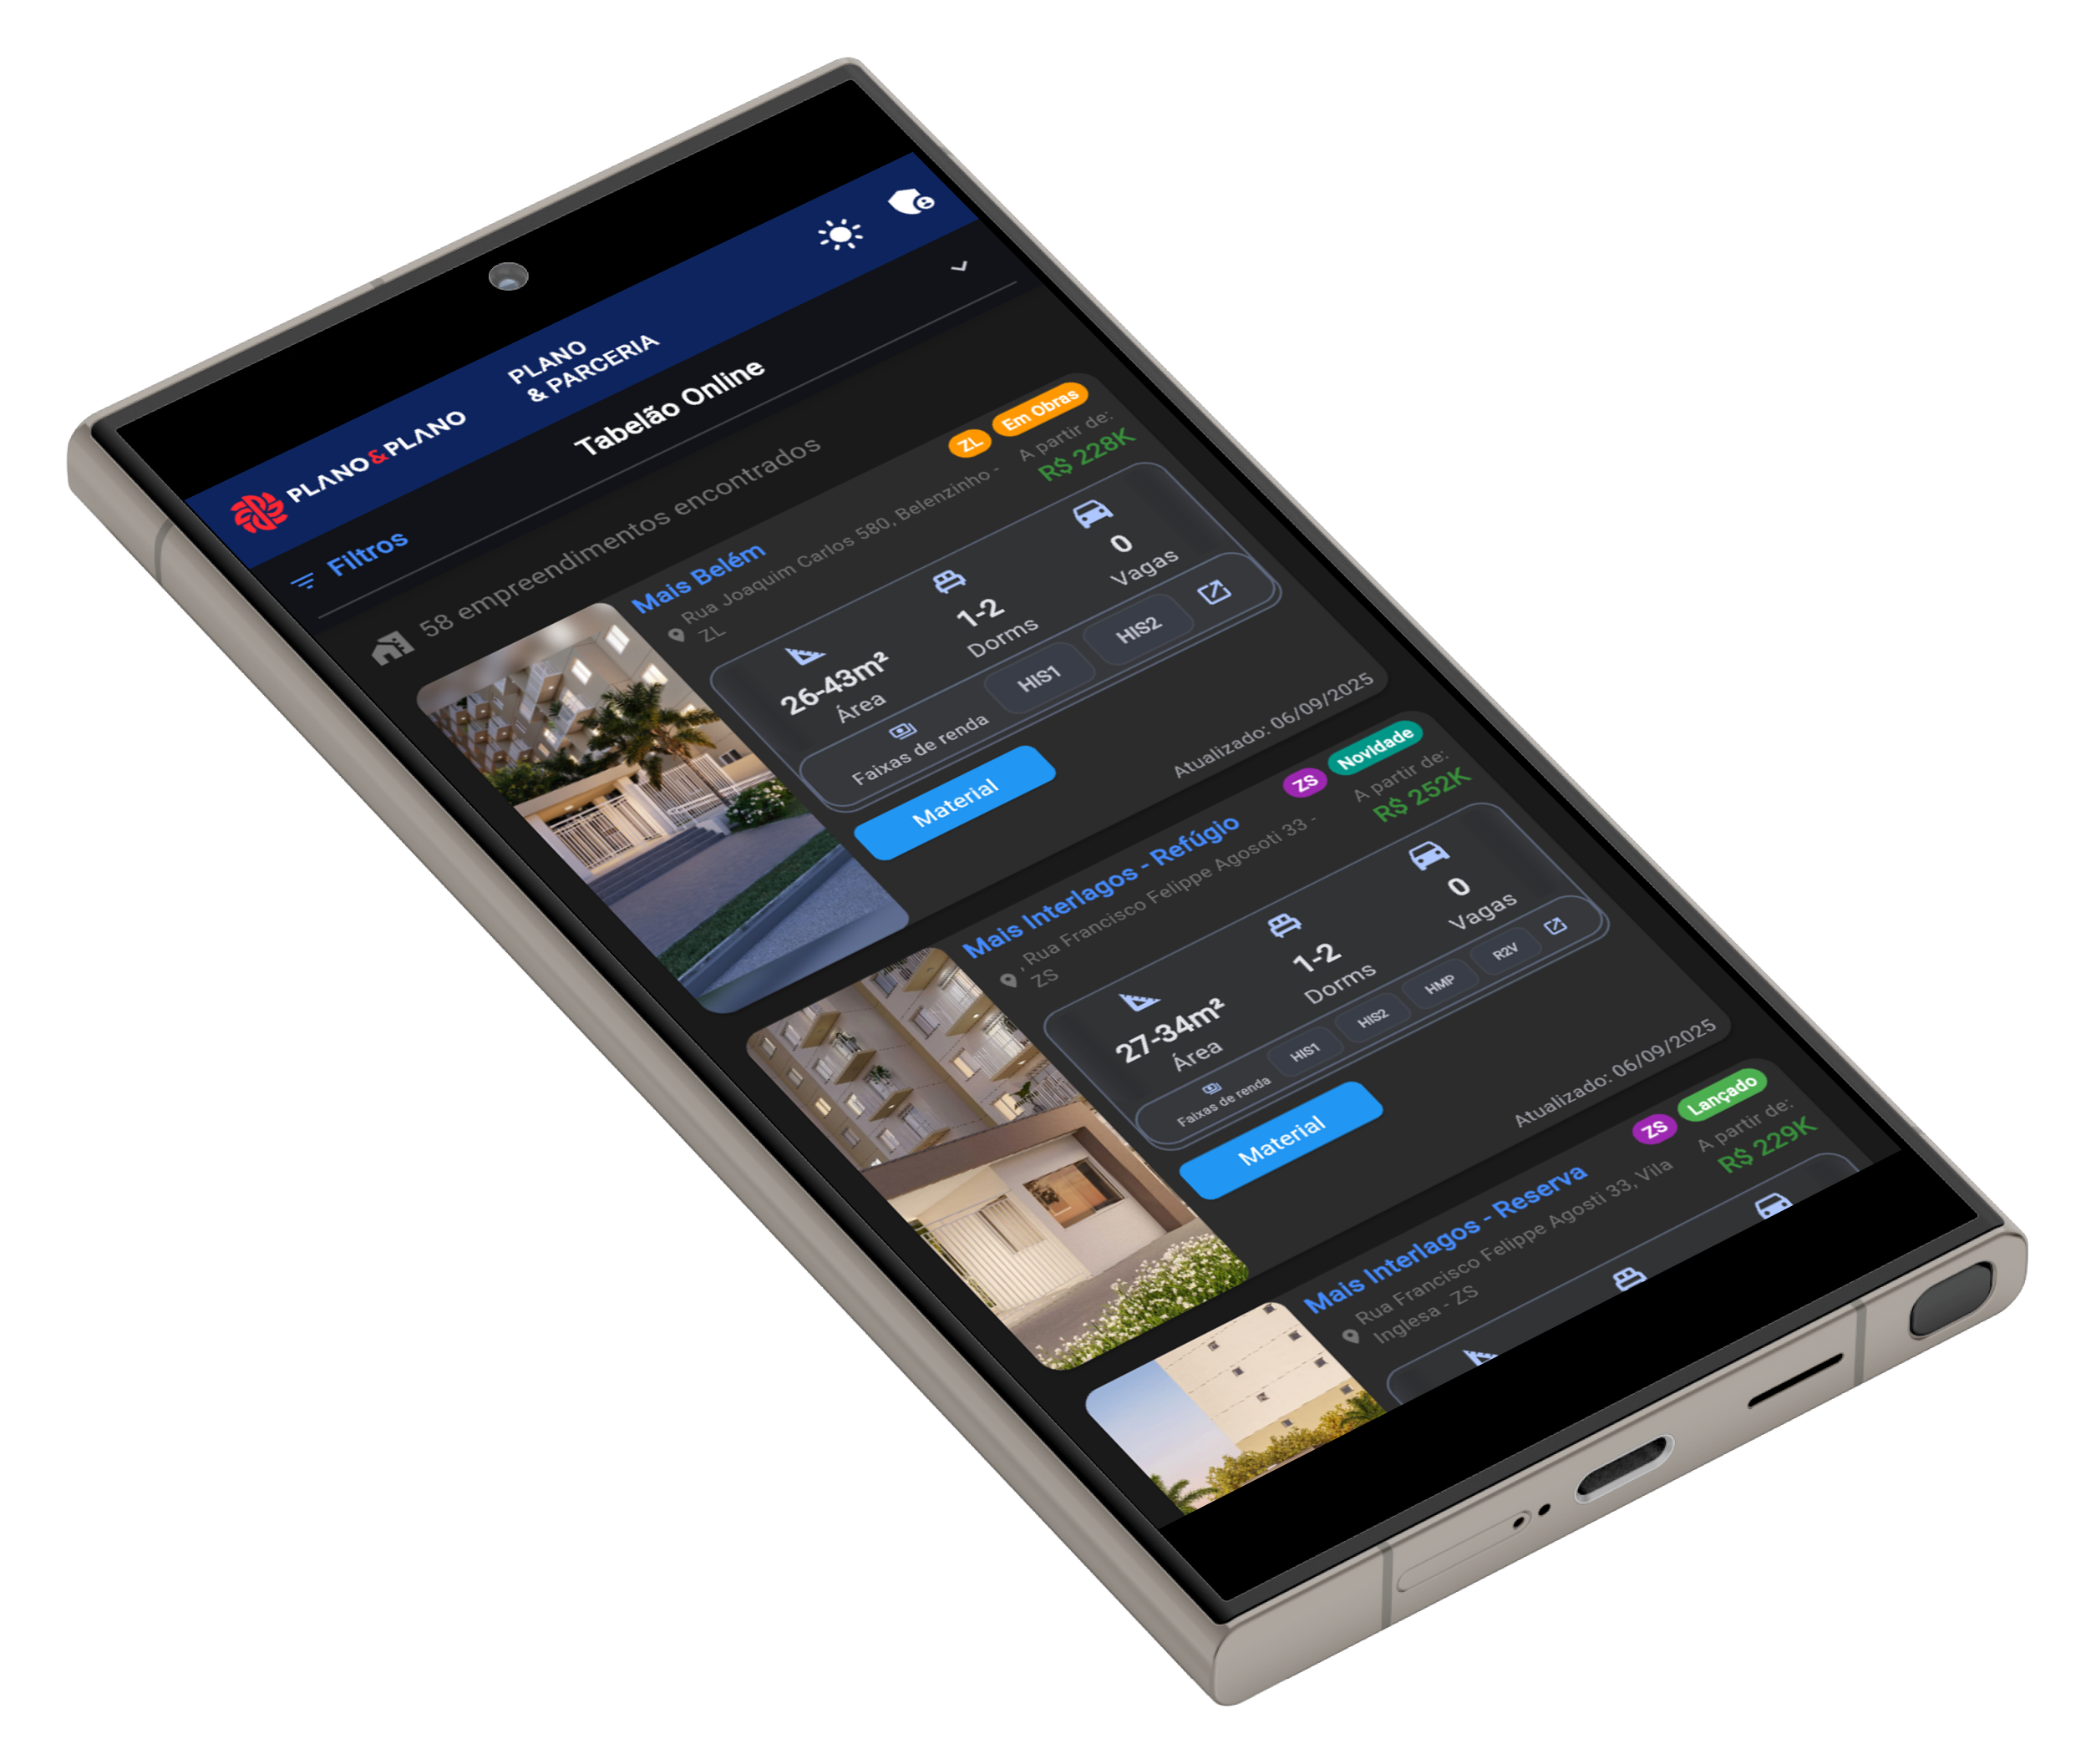 PLANO&PLANO
PLANO
& PARCERIA
Filtros
Tabelão Online
58 empreendimentos encontrados
ZL
Em Obras
Mais Belém
Rua Joaquim Carlos 580, Belenzinho -
ZL
A partir de:
R$ 228K
26-43m²
Área
1-2
Dorms
0
Vagas
Faixas de renda
HIS1
HIS2
Material
Atualizado: 06/09/2025
ZS
Novidade
Mais Interlagos - Refúgio
, Rua Francisco Felippe Agosoti 33 -
ZS
A partir de:
R$ 252K
27-34m²
Área
1-2
Dorms
0
Vagas
Faixas de renda
HIS1
HIS2
HMP
R2V
Material
Atualizado: 06/09/2025
ZS
Lançado
Mais Interlagos - Reserva
Rua Francisco Felippe Agosti 33, Vila
Inglesa - ZS
A partir de:
R$ 229K